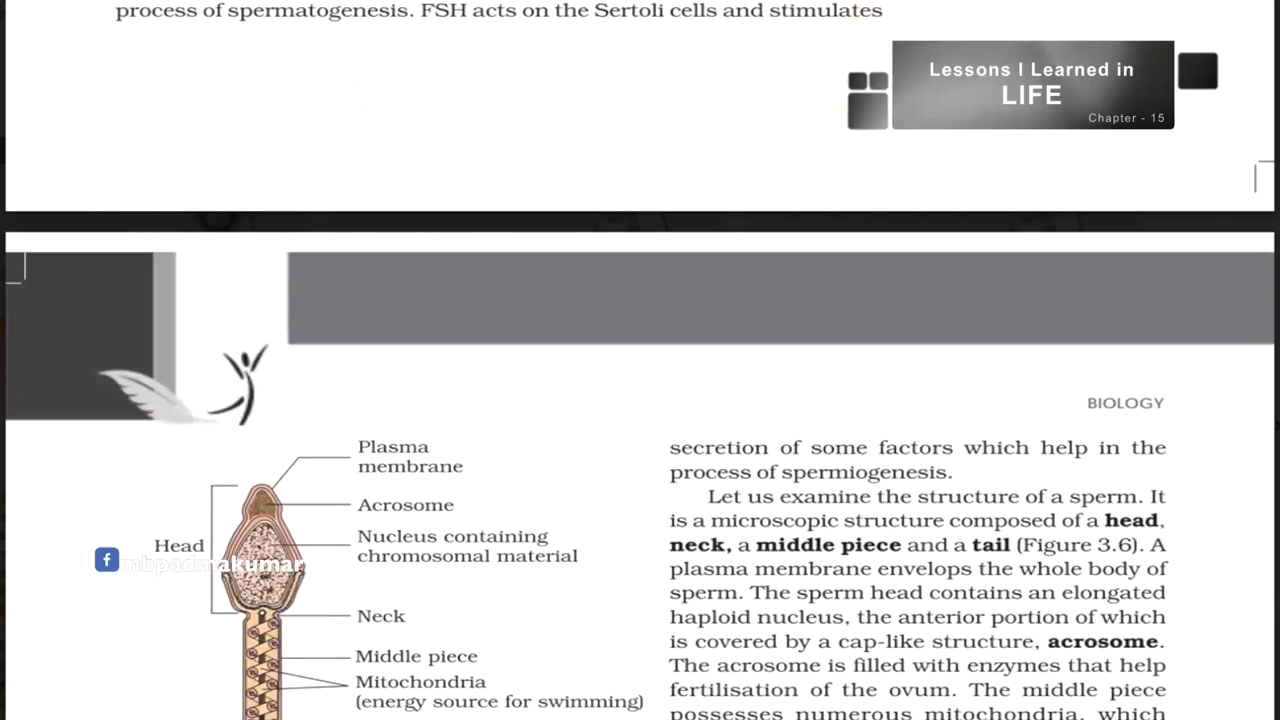 process of spermatogenesis. FSH acts on the Sertoli cells and stimulates
Lessons I Learned in
LIFE
Chapter - 15
BIOLOGY
Plasma
membrane
Acrosome
Nucleus containing
chromosomal material
Head
mbpadmakumar
Neck
Middle piece
Mitochondria
(energy source for swimming)
secretion of some factors which help in the
process of spermiogenesis.
Let us examine the structure of a sperm. It
is a microscopic structure composed of a head,
neck, a middle piece and a tail (Figure 3.6). A
plasma membrane envelops the whole body of
sperm. The sperm head contains an elongated
haploid nucleus, the anterior portion of which
is covered by a cap-like structure, acrosome.
The acrosome is filled with enzymes that help
fertilisation of the ovum. The middle piece
possesses numerous mitochondria, which